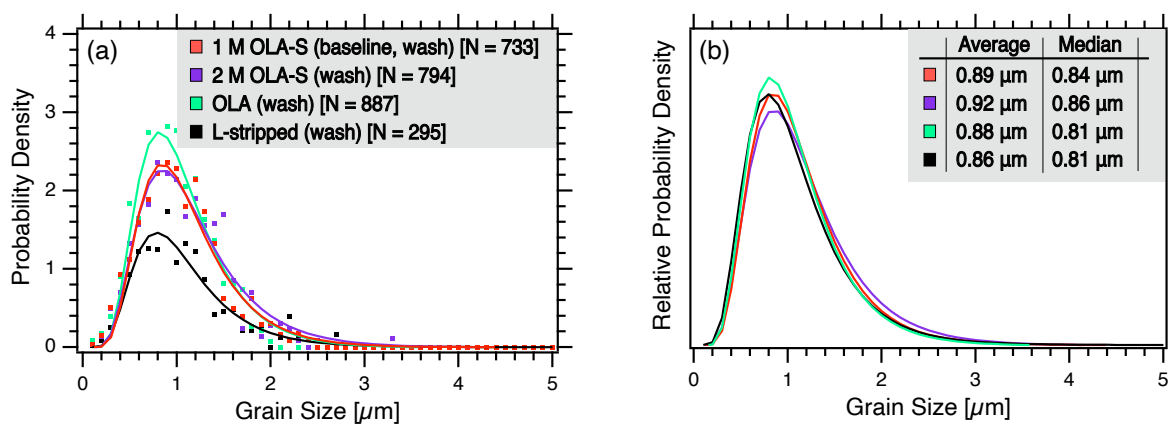 (a)
1 M OLA-S (baseline, wash) [N = 733]
2 M OLA-S (wash) [N = 794]
OLA (wash) [N = 887]
L-stripped (wash) [N = 295]
Probability Density
4
3
2
1
0
0 1 2 3 4 5
Grain Size [µm]
(b)
Average Median
0.89 µm 0.84 µm
0.92 µm 0.86 µm
0.88 µm 0.81 µm
0.86 µm 0.81 µm
Relative Probability Density
0 1 2 3 4 5
Grain Size [µm]